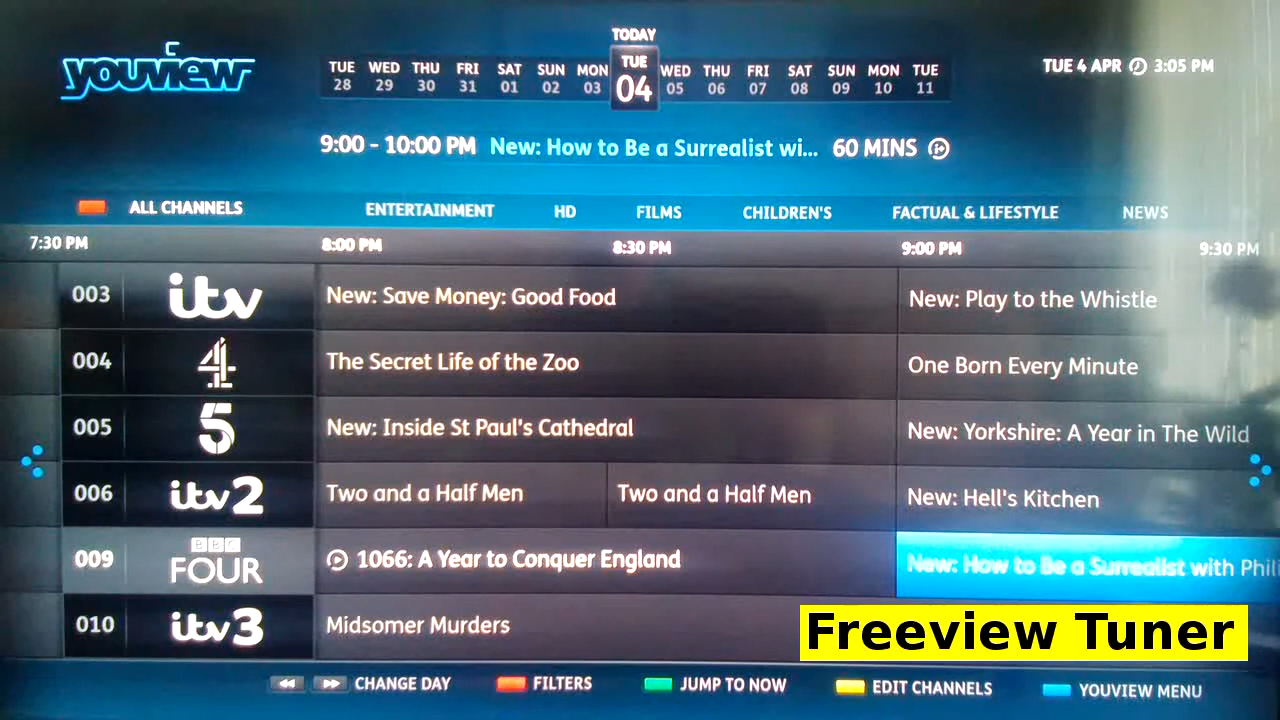 youview
TODAY
TUE 28 WED 29 THU 30 FRI 31 SAT 01 SUN 02 MON 03 TUE 04 WED 05 THU 06 FRI 07 SAT 08 SUN 09 MON 10 TUE 11
TUE 4 APR 3:05 PM
9:00 - 10:00 PM New: How to Be a Surrealist wi... 60 MINS
ALL CHANNELS ENTERTAINMENT HD FILMS CHILDREN'S FACTUAL & LIFESTYLE NEWS
7:30 PM 8:00 PM 8:30 PM 9:00 PM 9:30 PM
003 itv New: Save Money: Good Food New: Play to the Whistle
004 4 The Secret Life of the Zoo One Born Every Minute
005 5 New: Inside St Paul's Cathedral New: Yorkshire: A Year in The Wild
006 itv2 Two and a Half Men Two and a Half Men New: Hell's Kitchen
009 BBC FOUR 1066: A Year to Conquer England New: How to Be a Surrealist with Phili
010 itv3 Midsomer Murders
Freeview Tuner
CHANGE DAY FILTERS JUMP TO NOW EDIT CHANNELS YOUVIEW MENU